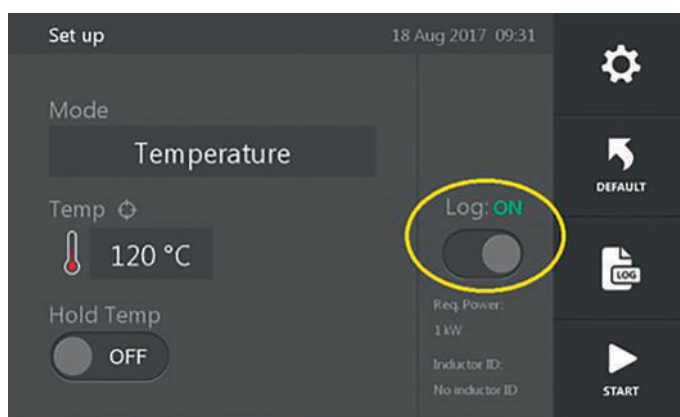 Set up
18 Aug 2017 09:31
Mode
Temperature
DEFAULT
Temp
Log: ON
120 °C
LOG
Hold Temp
Req. Power:
1 kW
OFF
Inductor ID:
No inductor ID
START